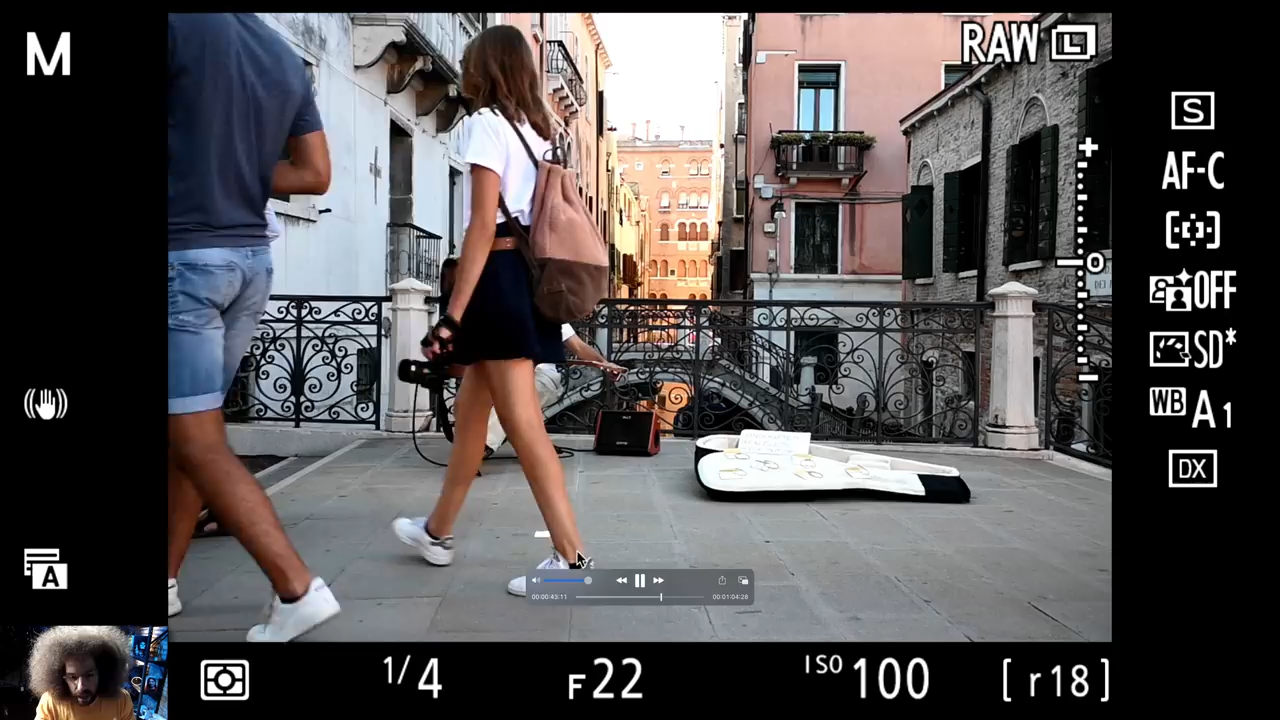 M
RAW L
S
AF-C
OFF
SD*
WB A1
DX
A
00:00:43:11
00:01:04:28
1/4
F22
ISO 100
[r18]